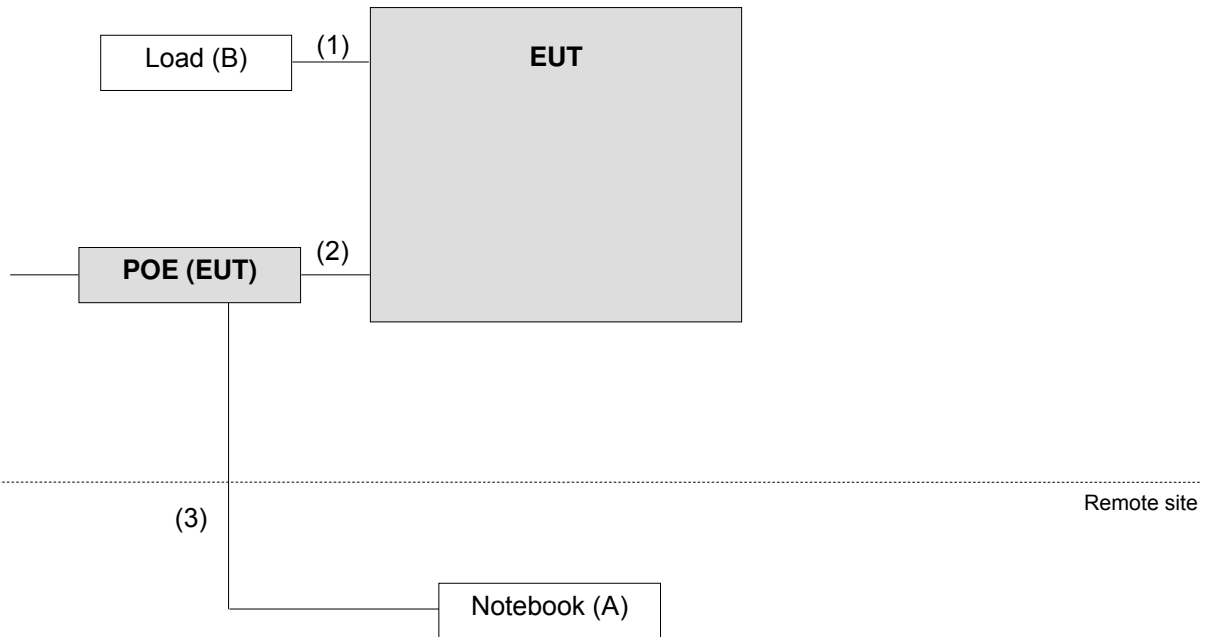 Load (B)
(1)
EUT
POE (EUT)
(2)
Remote site
(3)
Notebook (A)